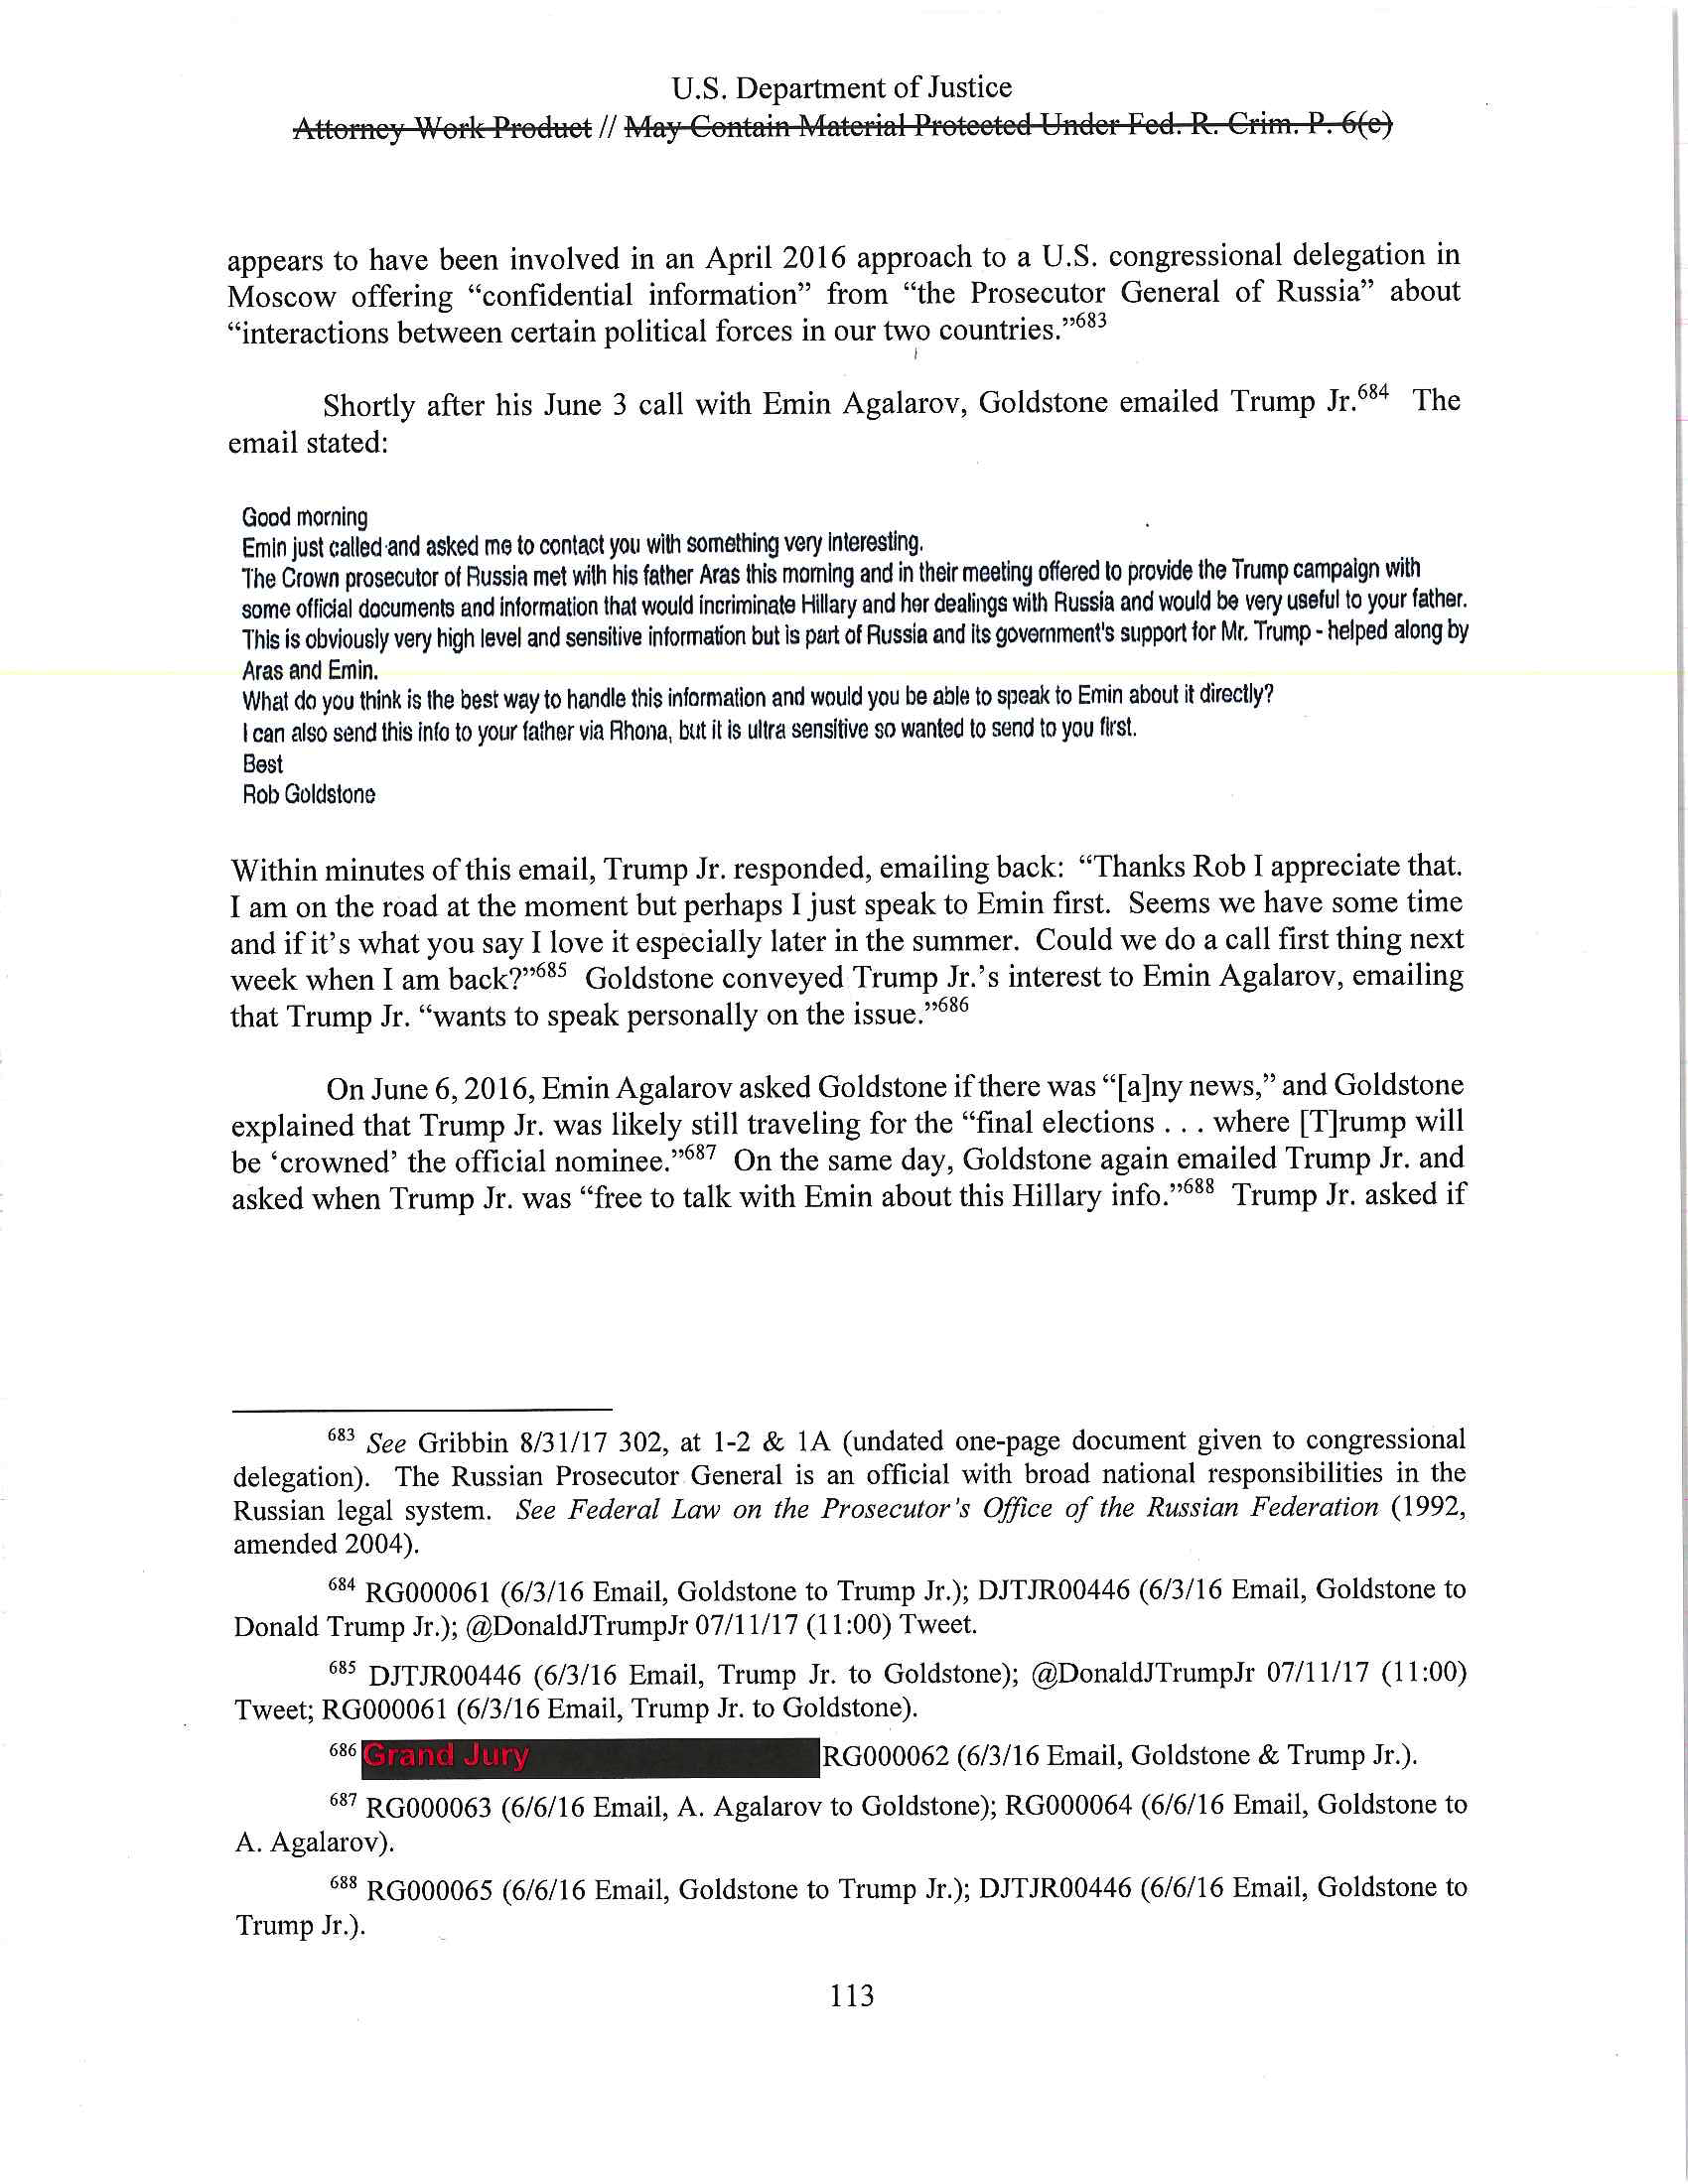 U.S. Department of Justice
Attorney Work Product // May Contain Material Protected Under Fed. R. Crim. P. 6(e)
appears to have been involved in an April 2016 approach to a U.S. congressional delegation in
Moscow offering “confidential information” from “the Prosecutor General of Russia” about
“interactions between certain political forces in our two countries.”683
Shortly after his June 3 call with Emin Agalarov, Goldstone emailed Trump Jr.684 The
email stated:
Good morning
Emin just called and asked me to contact you with something very interesting.
The Crown prosecutor of Russia met with his father Aras this morning and in their meeting offered to provide the Trump campaign with
some official documents and information that would incriminate Hillary and her dealings with Russia and would be very useful to your father.
This is obviously very high level and sensitive information but is part of Russia and its government's support for Mr. Trump - helped along by
Aras and Emin.
What do you think is the best way to handle this information and would you be able to speak to Emin about it directly?
I can also send this info to your father via Rhona, but it is ultra sensitive so wanted to send to you first.
Best
Rob Goldstone
Within minutes of this email, Trump Jr. responded, emailing back: “Thanks Rob I appreciate that.
I am on the road at the moment but perhaps I just speak to Emin first. Seems we have some time
and if it’s what you say I love it especially later in the summer. Could we do a call first thing next
week when I am back?”685 Goldstone conveyed Trump Jr.’s interest to Emin Agalarov, emailing
that Trump Jr. “wants to speak personally on the issue.”686
On June 6, 2016, Emin Agalarov asked Goldstone if there was “[a]ny news,” and Goldstone
explained that Trump Jr. was likely still traveling for the “final elections . . . where [T]rump will
be ‘crowned’ the official nominee.”687 On the same day, Goldstone again emailed Trump Jr. and
asked when Trump Jr. was “free to talk with Emin about this Hillary info.”688 Trump Jr. asked if
683 See Gribbin 8/31/17 302, at 1-2 & 1A (undated one-page document given to congressional
delegation). The Russian Prosecutor General is an official with broad national responsibilities in the
Russian legal system. See Federal Law on the Prosecutor’s Office of the Russian Federation (1992,
amended 2004).
684 RG000061 (6/3/16 Email, Goldstone to Trump Jr.); DJTJR00446 (6/3/16 Email, Goldstone to
Donald Trump Jr.); @DonaldJTrumpJr 07/11/17 (11:00) Tweet.
685 DJTJR00446 (6/3/16 Email, Trump Jr. to Goldstone); @DonaldJTrumpJr 07/11/17 (11:00)
Tweet; RG000061 (6/3/16 Email, Trump Jr. to Goldstone).
686 Grand Jury RG000062 (6/3/16 Email, Goldstone & Trump Jr.).
687 RG000063 (6/6/16 Email, A. Agalarov to Goldstone); RG000064 (6/6/16 Email, Goldstone to
A. Agalarov).
688 RG000065 (6/6/16 Email, Goldstone to Trump Jr.); DJTJR00446 (6/6/16 Email, Goldstone to
Trump Jr.).
113